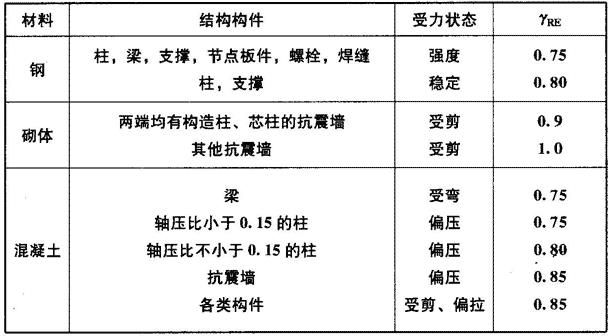 材料 结构构件 受力状态 γRE
钢 柱，梁，支撑，节点板件，螺栓，焊缝 强度 0.75
柱，支撑 稳定 0.80
砌体 两端均有构造柱、芯柱的抗震墙 受剪 0.9
其他抗震墙 受剪 1.0
混凝土 梁 受弯 0.75
轴压比小于0.15的柱 偏压 0.75
轴压比不小于0.15的柱 偏压 0.80
抗震墙 偏压 0.85
各类构件 受剪、偏拉 0.85